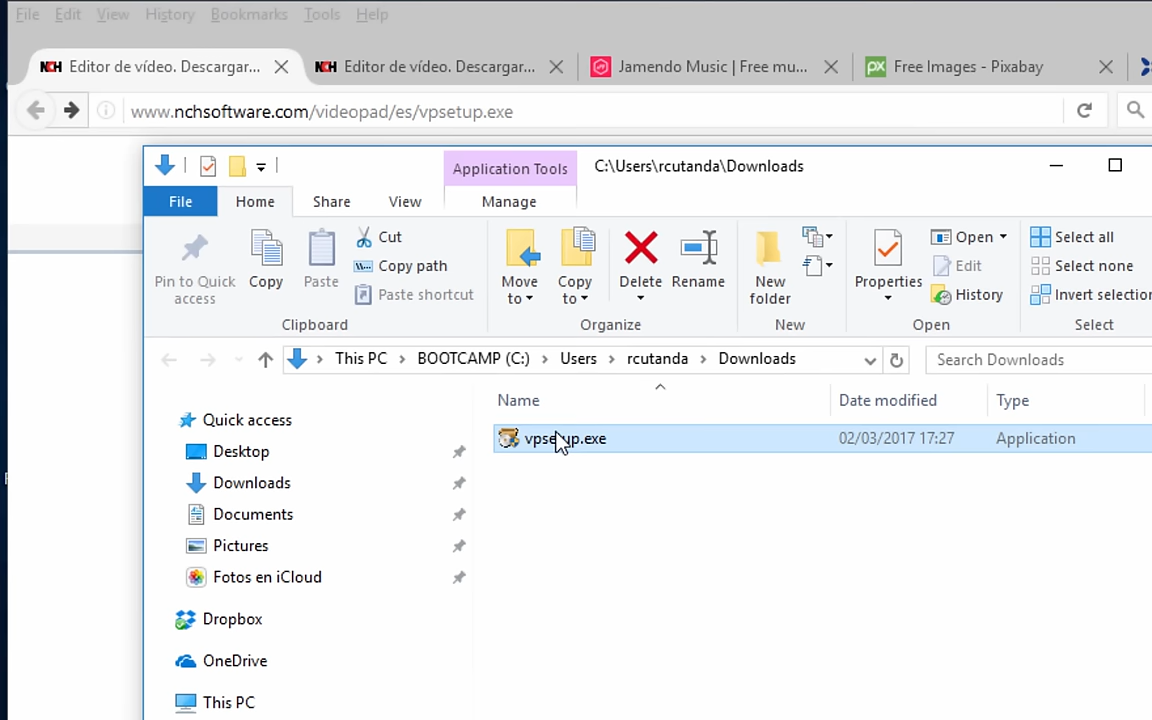 File Edit View History Bookmarks Tools Help
NCH Editor de vídeo. Descargar... NCH Editor de vídeo. Descargar... Jamendo Music | Free mu... px Free Images - Pixabay
www.nchsoftware.com/videopad/es/vpsetup.exe
Application Tools C:\Users\rcutanda\Downloads
File Home Share View Manage
Pin to Quick access
Copy
Paste
Cut
Copy path
Paste shortcut
Clipboard
Move to
Copy to
Delete
Rename
Organize
New folder
New
Properties
Open
Edit
History
Open
Select all
Select none
Invert selection
Select
This PC > BOOTCAMP (C:) > Users > rcutanda > Downloads
Search Downloads
Name Date modified Type
vpsetup.exe 02/03/2017 17:27 Application
Quick access
Desktop
Downloads
Documents
Pictures
Fotos en iCloud
Dropbox
OneDrive
This PC